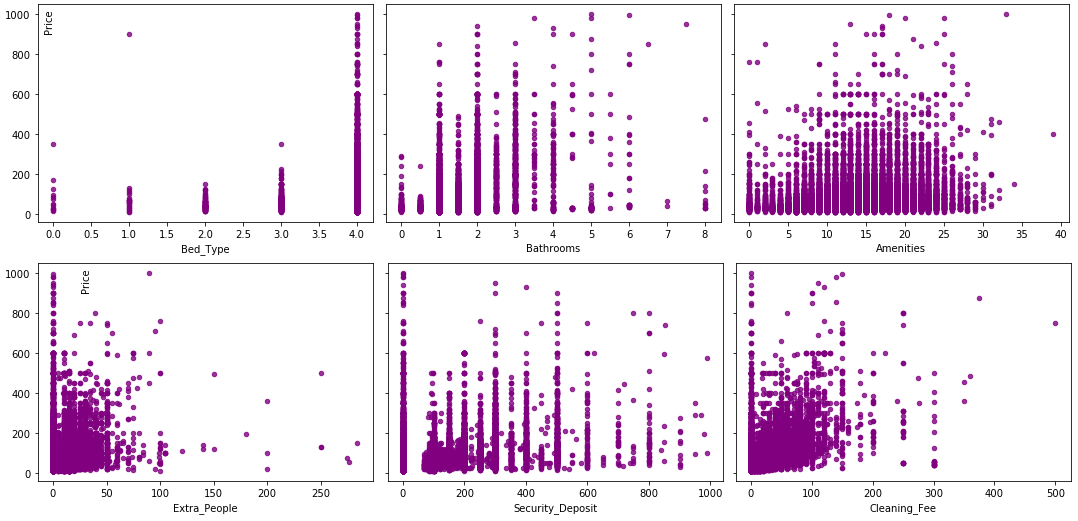 Price
1000
800
600
400
200
0
0.0 0.5 1.0 1.5 2.0 2.5 3.0 3.5 4.0
Bed_Type
0 1 2 3 4 5 6 7 8
Bathrooms
0 5 10 15 20 25 30 35 40
Amenities
Price
1000
800
600
400
200
0
0 50 100 150 200 250
Extra_People
0 200 400 600 800 1000
Security_Deposit
0 100 200 300 400 500
Cleaning_Fee